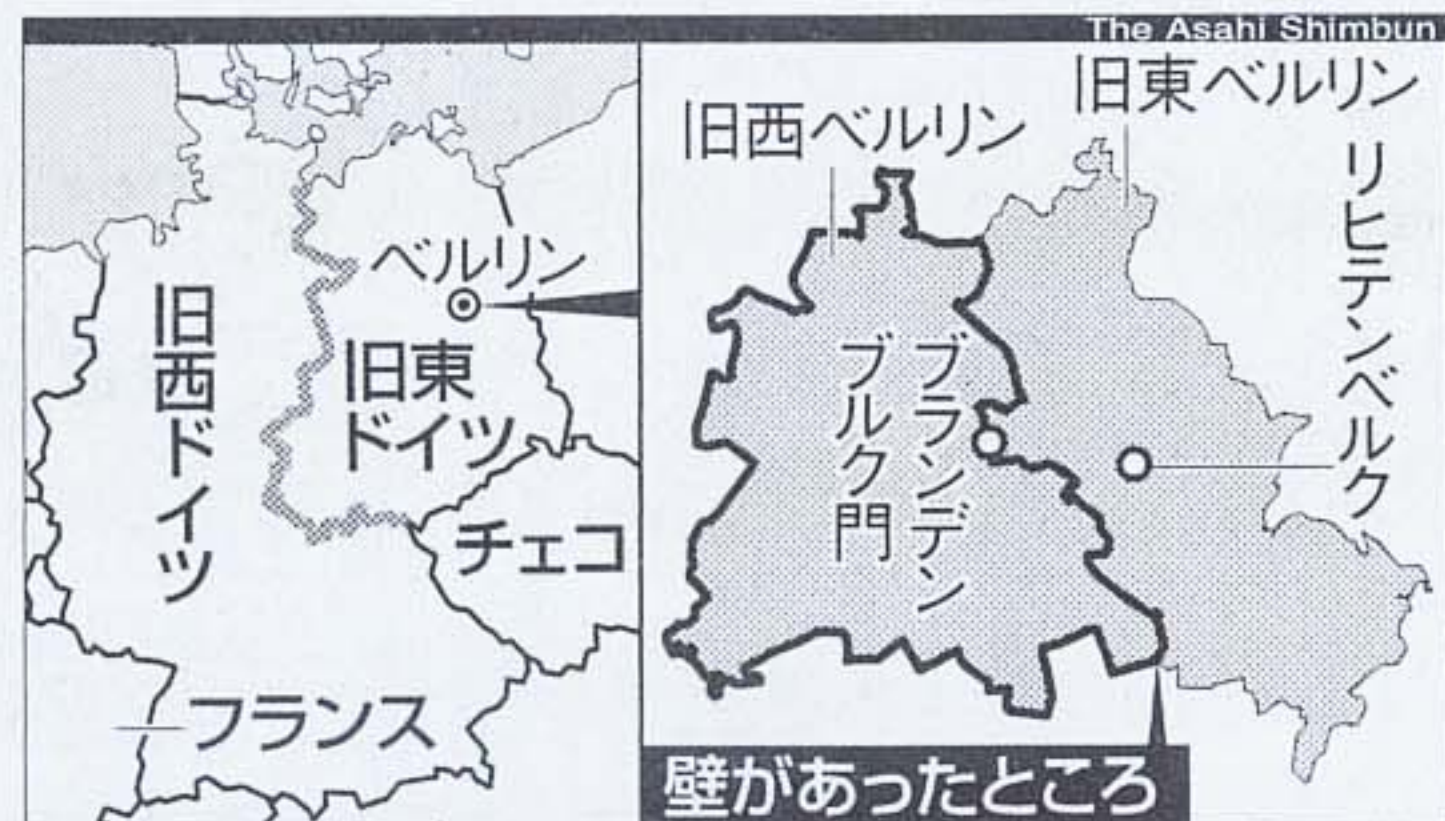 The Asahi Shimbun
ベルリン
旧西ドイツ
旧東
ドイツ
チェコ
フランス
旧西ベルリン
旧東ベルリン
リヒテンベルク
ブランデン
ブルク門
壁があったところ